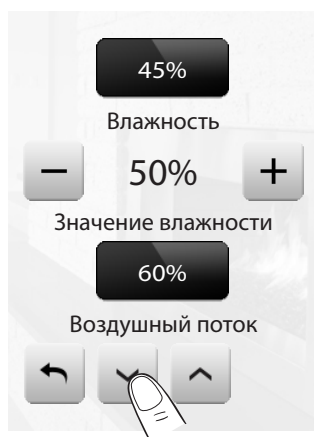 45%
Влажность
50%
Значение влажности
60%
Воздушный поток